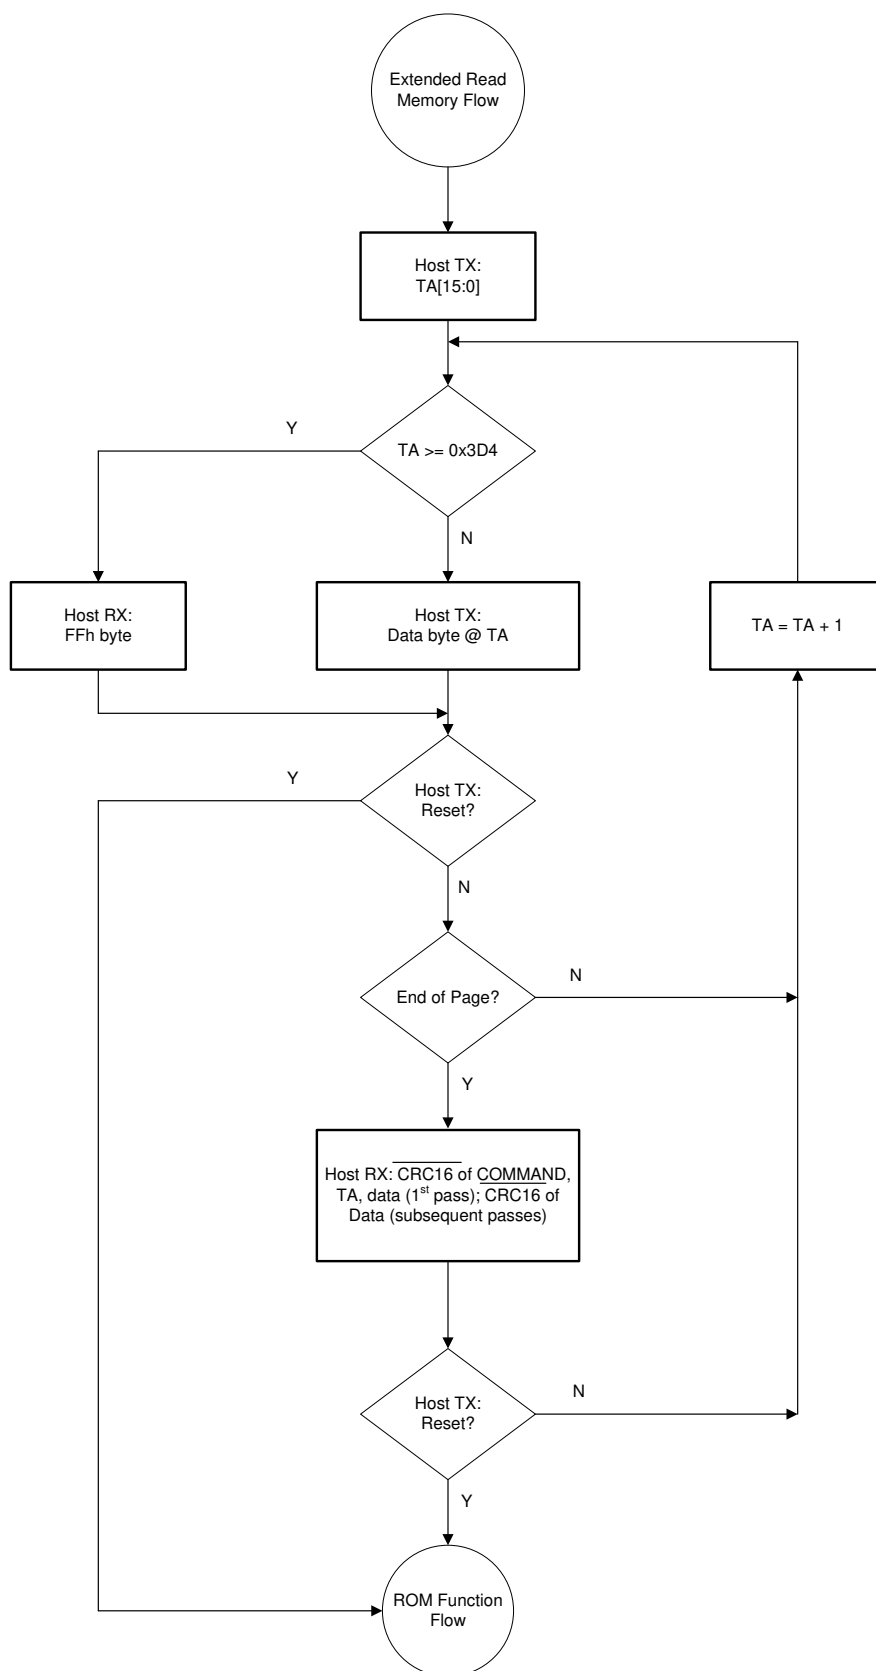 Extended Read
Memory Flow
Host TX:
TA[15:0]
Y
TA >= 0x3D4
N
Host RX:
FFh byte
Host TX:
Data byte @ TA
TA = TA + 1
Y
Host TX:
Reset?
N
End of Page?
N
Y
Host RX: CRC16 of COMMAND,
TA, data (1st pass); CRC16 of
Data (subsequent passes)
Host TX:
Reset?
N
Y
ROM Function
Flow